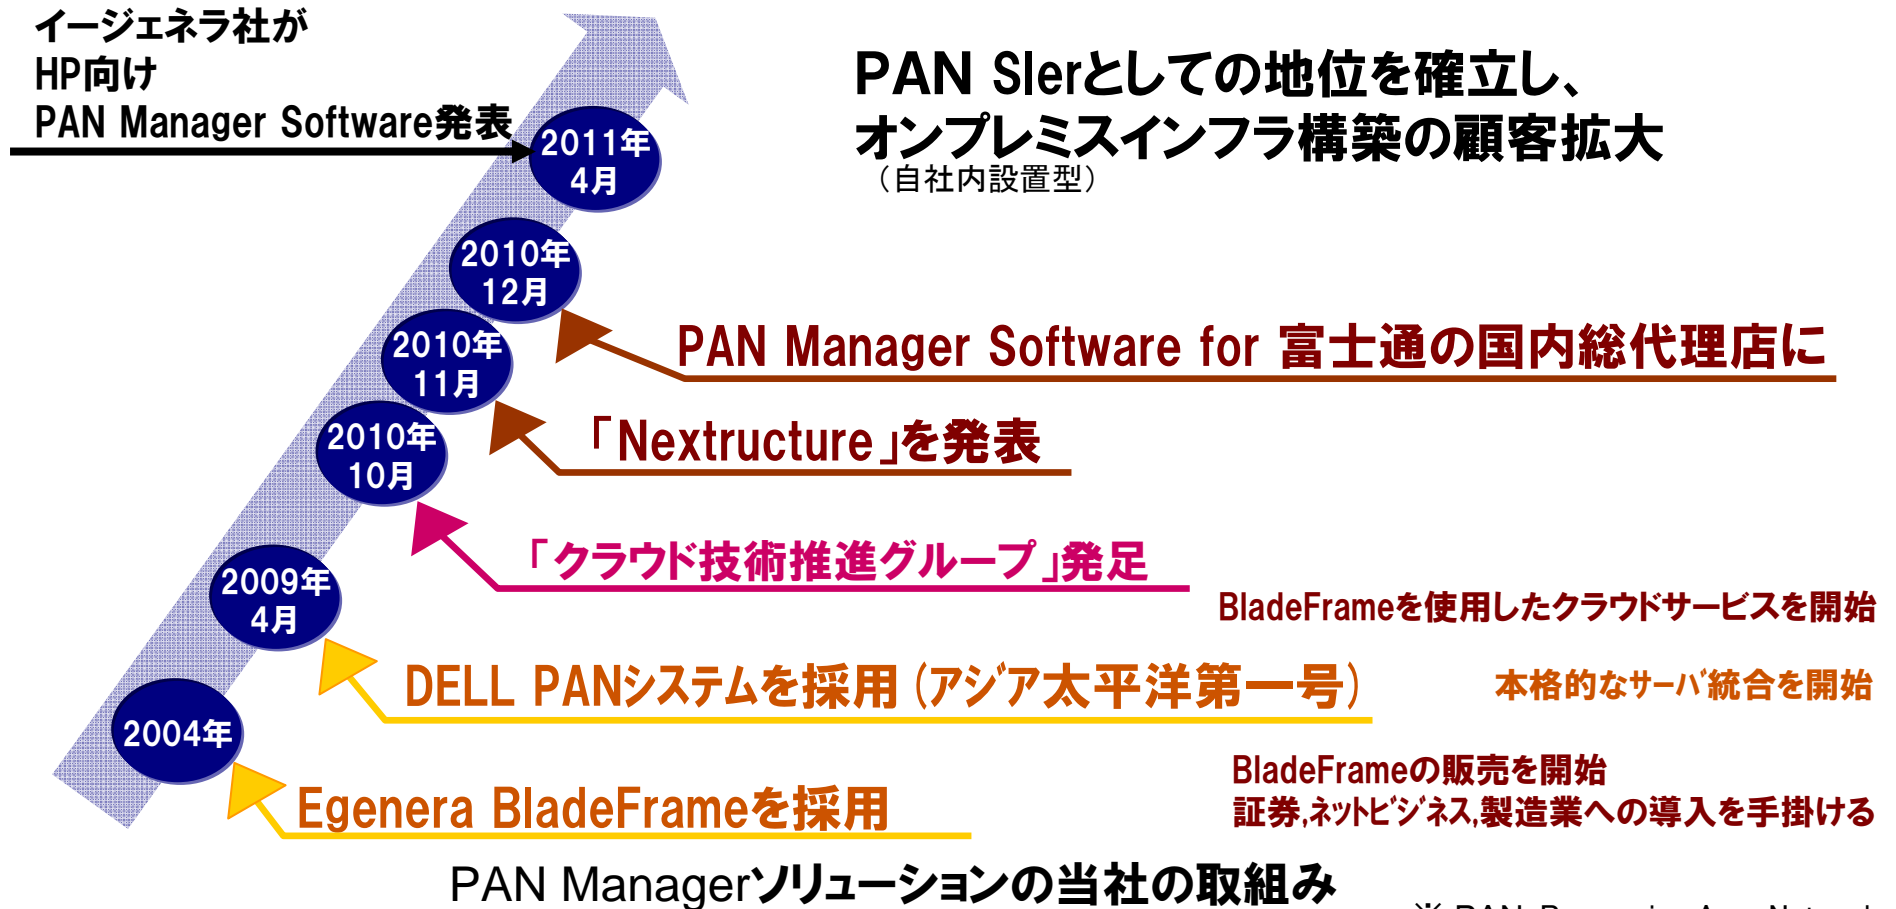 イージェネラ社が
HP向け
PAN Manager Software発表
PAN SIerとしての地位を確立し、
オンプレミスインフラ構築の顧客拡大
（自社内設置型）
2011年
4月
2010年
12月
PAN Manager Software for 富士通の国内総代理店に
2010年
11月
「Nextructure」を発表
2010年
10月
「クラウド技術推進グループ」発足
BladeFrameを使用したクラウドサービスを開始
2009年
4月
DELL PANシステムを採用（アジア太平洋第一号）
本格的なサーバ統合を開始
2004年
Egenera BladeFrameを採用
BladeFrameの販売を開始
証券,ネットビジネス,製造業への導入を手掛ける
PAN Managerソリューションの当社の取組み